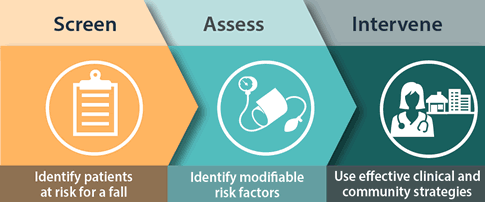 Screen
Assess
Intervene
Identify patients
at risk for a fall
Identify modifiable
risk factors
Use effective clinical and
community strategies